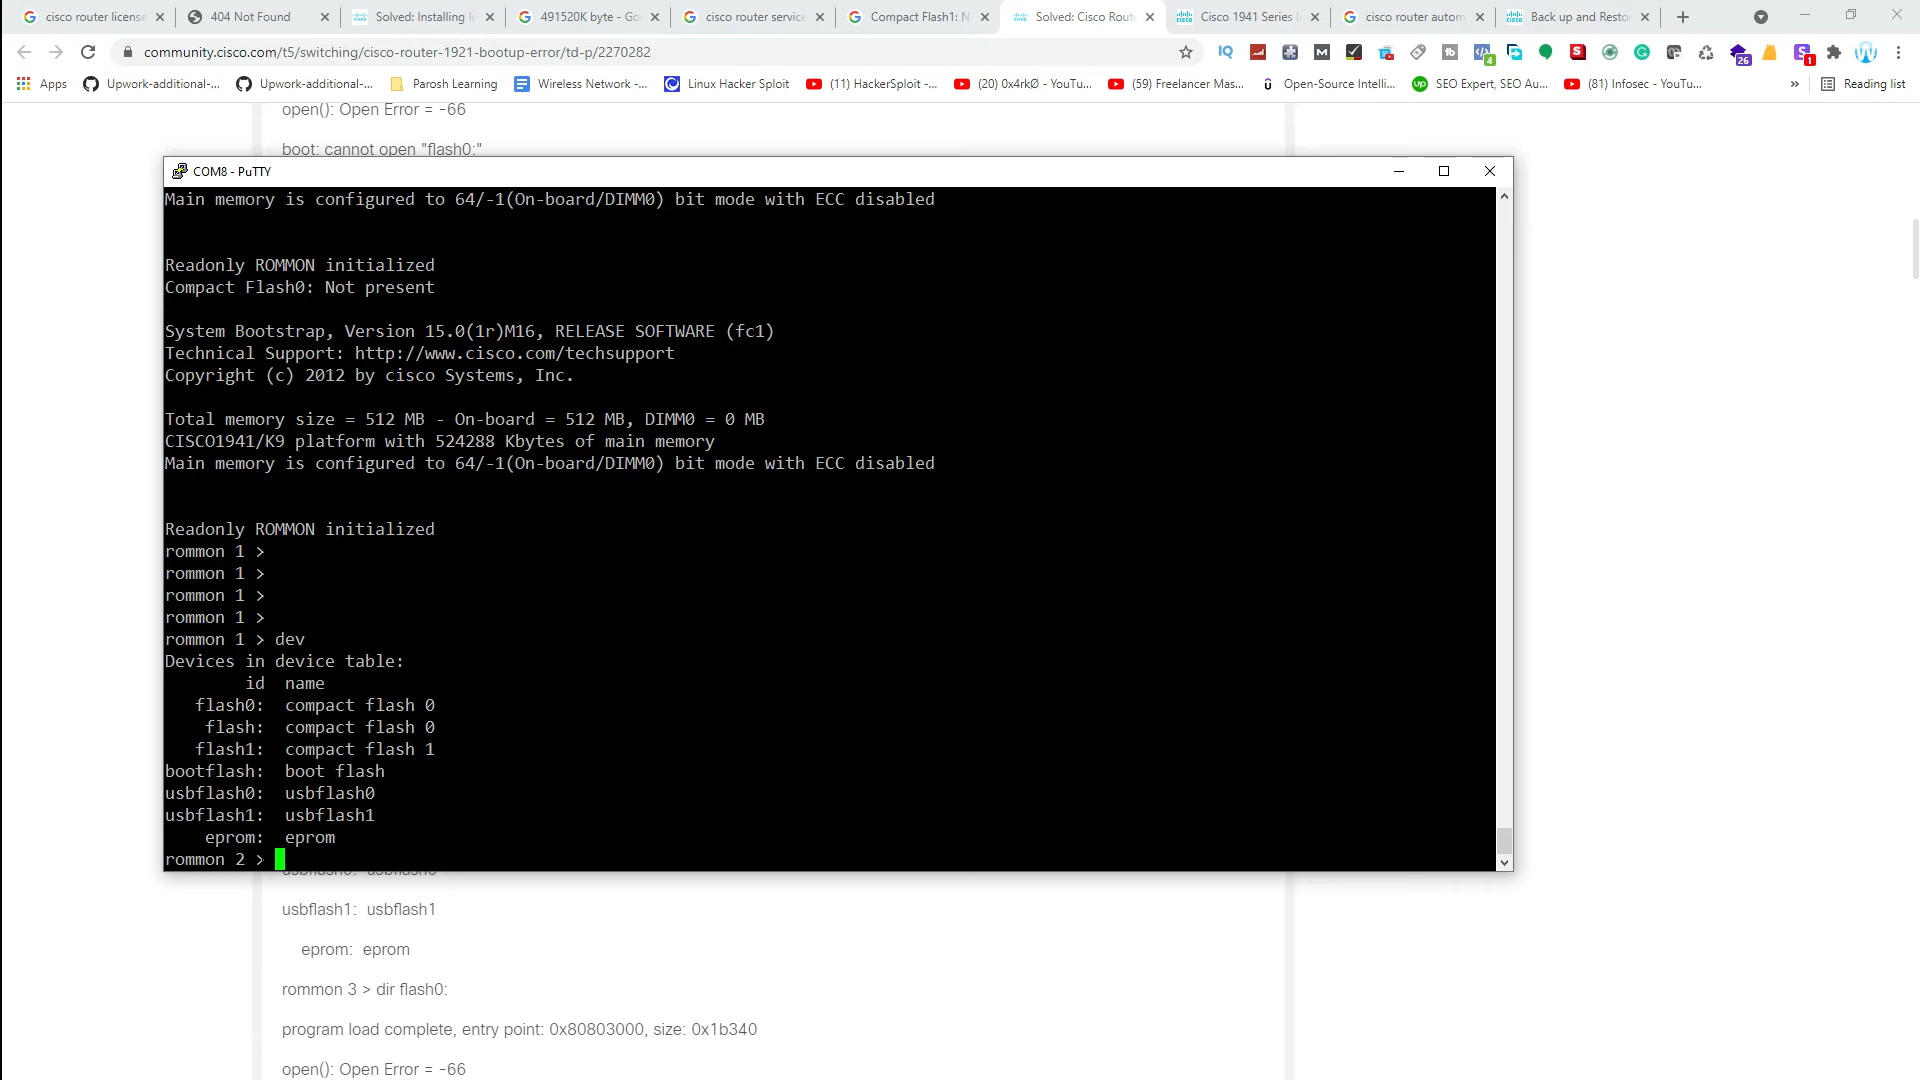 cisco router license
404 Not Found
Solved: Installing I
491520K byte - Go
cisco router service
Compact Flash1: N
Solved: Cisco Rout
Cisco 1941 Series I
cisco router autom
Back up and Resto
community.cisco.com/t5/switching/cisco-router-1921-bootup-error/td-p/2270282
Apps
Upwork-additional-...
Upwork-additional-...
Parosh Learning
Wireless Network -...
Linux Hacker Sploit
(11) HackerSploit -...
(20) 0x4rkØ - YouTu...
(59) Freelancer Mas...
Open-Source Intelli...
SEO Expert, SEO Au...
(81) Infosec - YouTu...
»
Reading list
open(): Open Error = -66
boot: cannot open "flash0:"
COM8 - PuTTY
Main memory is configured to 64/-1(On-board/DIMM0) bit mode with ECC disabled
Readonly ROMMON initialized
Compact Flash0: Not present
System Bootstrap, Version 15.0(1r)M16, RELEASE SOFTWARE (fc1)
Technical Support: http://www.cisco.com/techsupport
Copyright (c) 2012 by cisco Systems, Inc.
Total memory size = 512 MB - On-board = 512 MB, DIMM0 = 0 MB
CISCO1941/K9 platform with 524288 Kbytes of main memory
Main memory is configured to 64/-1(On-board/DIMM0) bit mode with ECC disabled
Readonly ROMMON initialized
rommon 1 >
rommon 1 >
rommon 1 >
rommon 1 >
rommon 1 > dev
Devices in device table:
id name
flash0: compact flash 0
flash: compact flash 0
flash1: compact flash 1
bootflash: boot flash
usbflash0: usbflash0
usbflash1: usbflash1
eprom: eprom
rommon 2 >
usbflash0: usbflash0
usbflash1: usbflash1
eprom: eprom
rommon 3 > dir flash0:
program load complete, entry point: 0x80803000, size: 0x1b340
open(): Open Error = -66